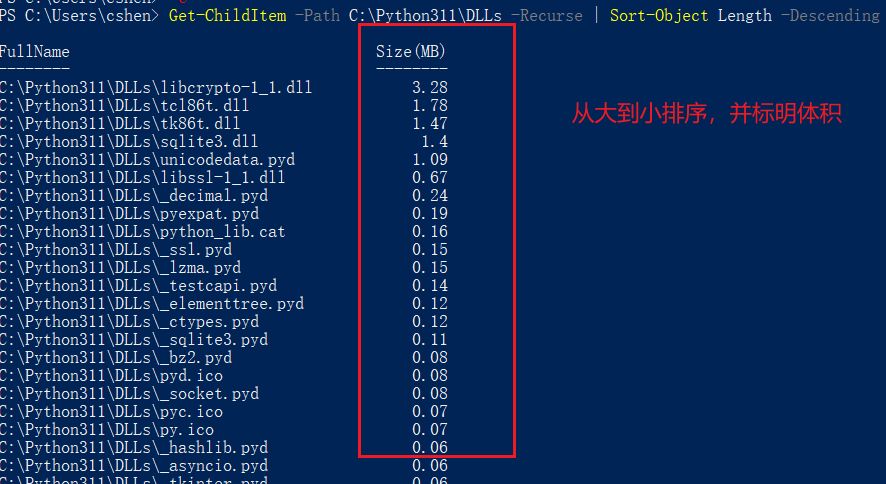 PS C:\Users\cshen> Get-ChildItem -Path C:\Python311\DLLs -Recurse | Sort-Object Length -Descending
FullName Size(MB)
-------- --------
C:\Python311\DLLs\libcrypto-1_1.dll 3.28
C:\Python311\DLLs\tcl86t.dll 1.78
C:\Python311\DLLs\tk86t.dll 1.47
C:\Python311\DLLs\sqlite3.dll 1.4
从大到小排序，并标明体积
C:\Python311\DLLs\unicodedata.pyd 1.09
C:\Python311\DLLs\libssl-1_1.dll 0.67
C:\Python311\DLLs\_decimal.pyd 0.24
C:\Python311\DLLs\pyexpat.pyd 0.19
C:\Python311\DLLs\python_lib.cat 0.16
C:\Python311\DLLs\_ssl.pyd 0.15
C:\Python311\DLLs\_lzma.pyd 0.15
C:\Python311\DLLs\_testcapi.pyd 0.14
C:\Python311\DLLs\_elementtree.pyd 0.12
C:\Python311\DLLs\_ctypes.pyd 0.12
C:\Python311\DLLs\_sqlite3.pyd 0.11
C:\Python311\DLLs\_bz2.pyd 0.08
C:\Python311\DLLs\pyd.ico 0.08
C:\Python311\DLLs\_socket.pyd 0.08
C:\Python311\DLLs\pyc.ico 0.07
C:\Python311\DLLs\py.ico 0.07
C:\Python311\DLLs\_hashlib.pyd 0.06
C:\Python311\DLLs\_asyncio.pyd 0.06
C:\Python311\DLLs\_tkinter.pyd 0.06